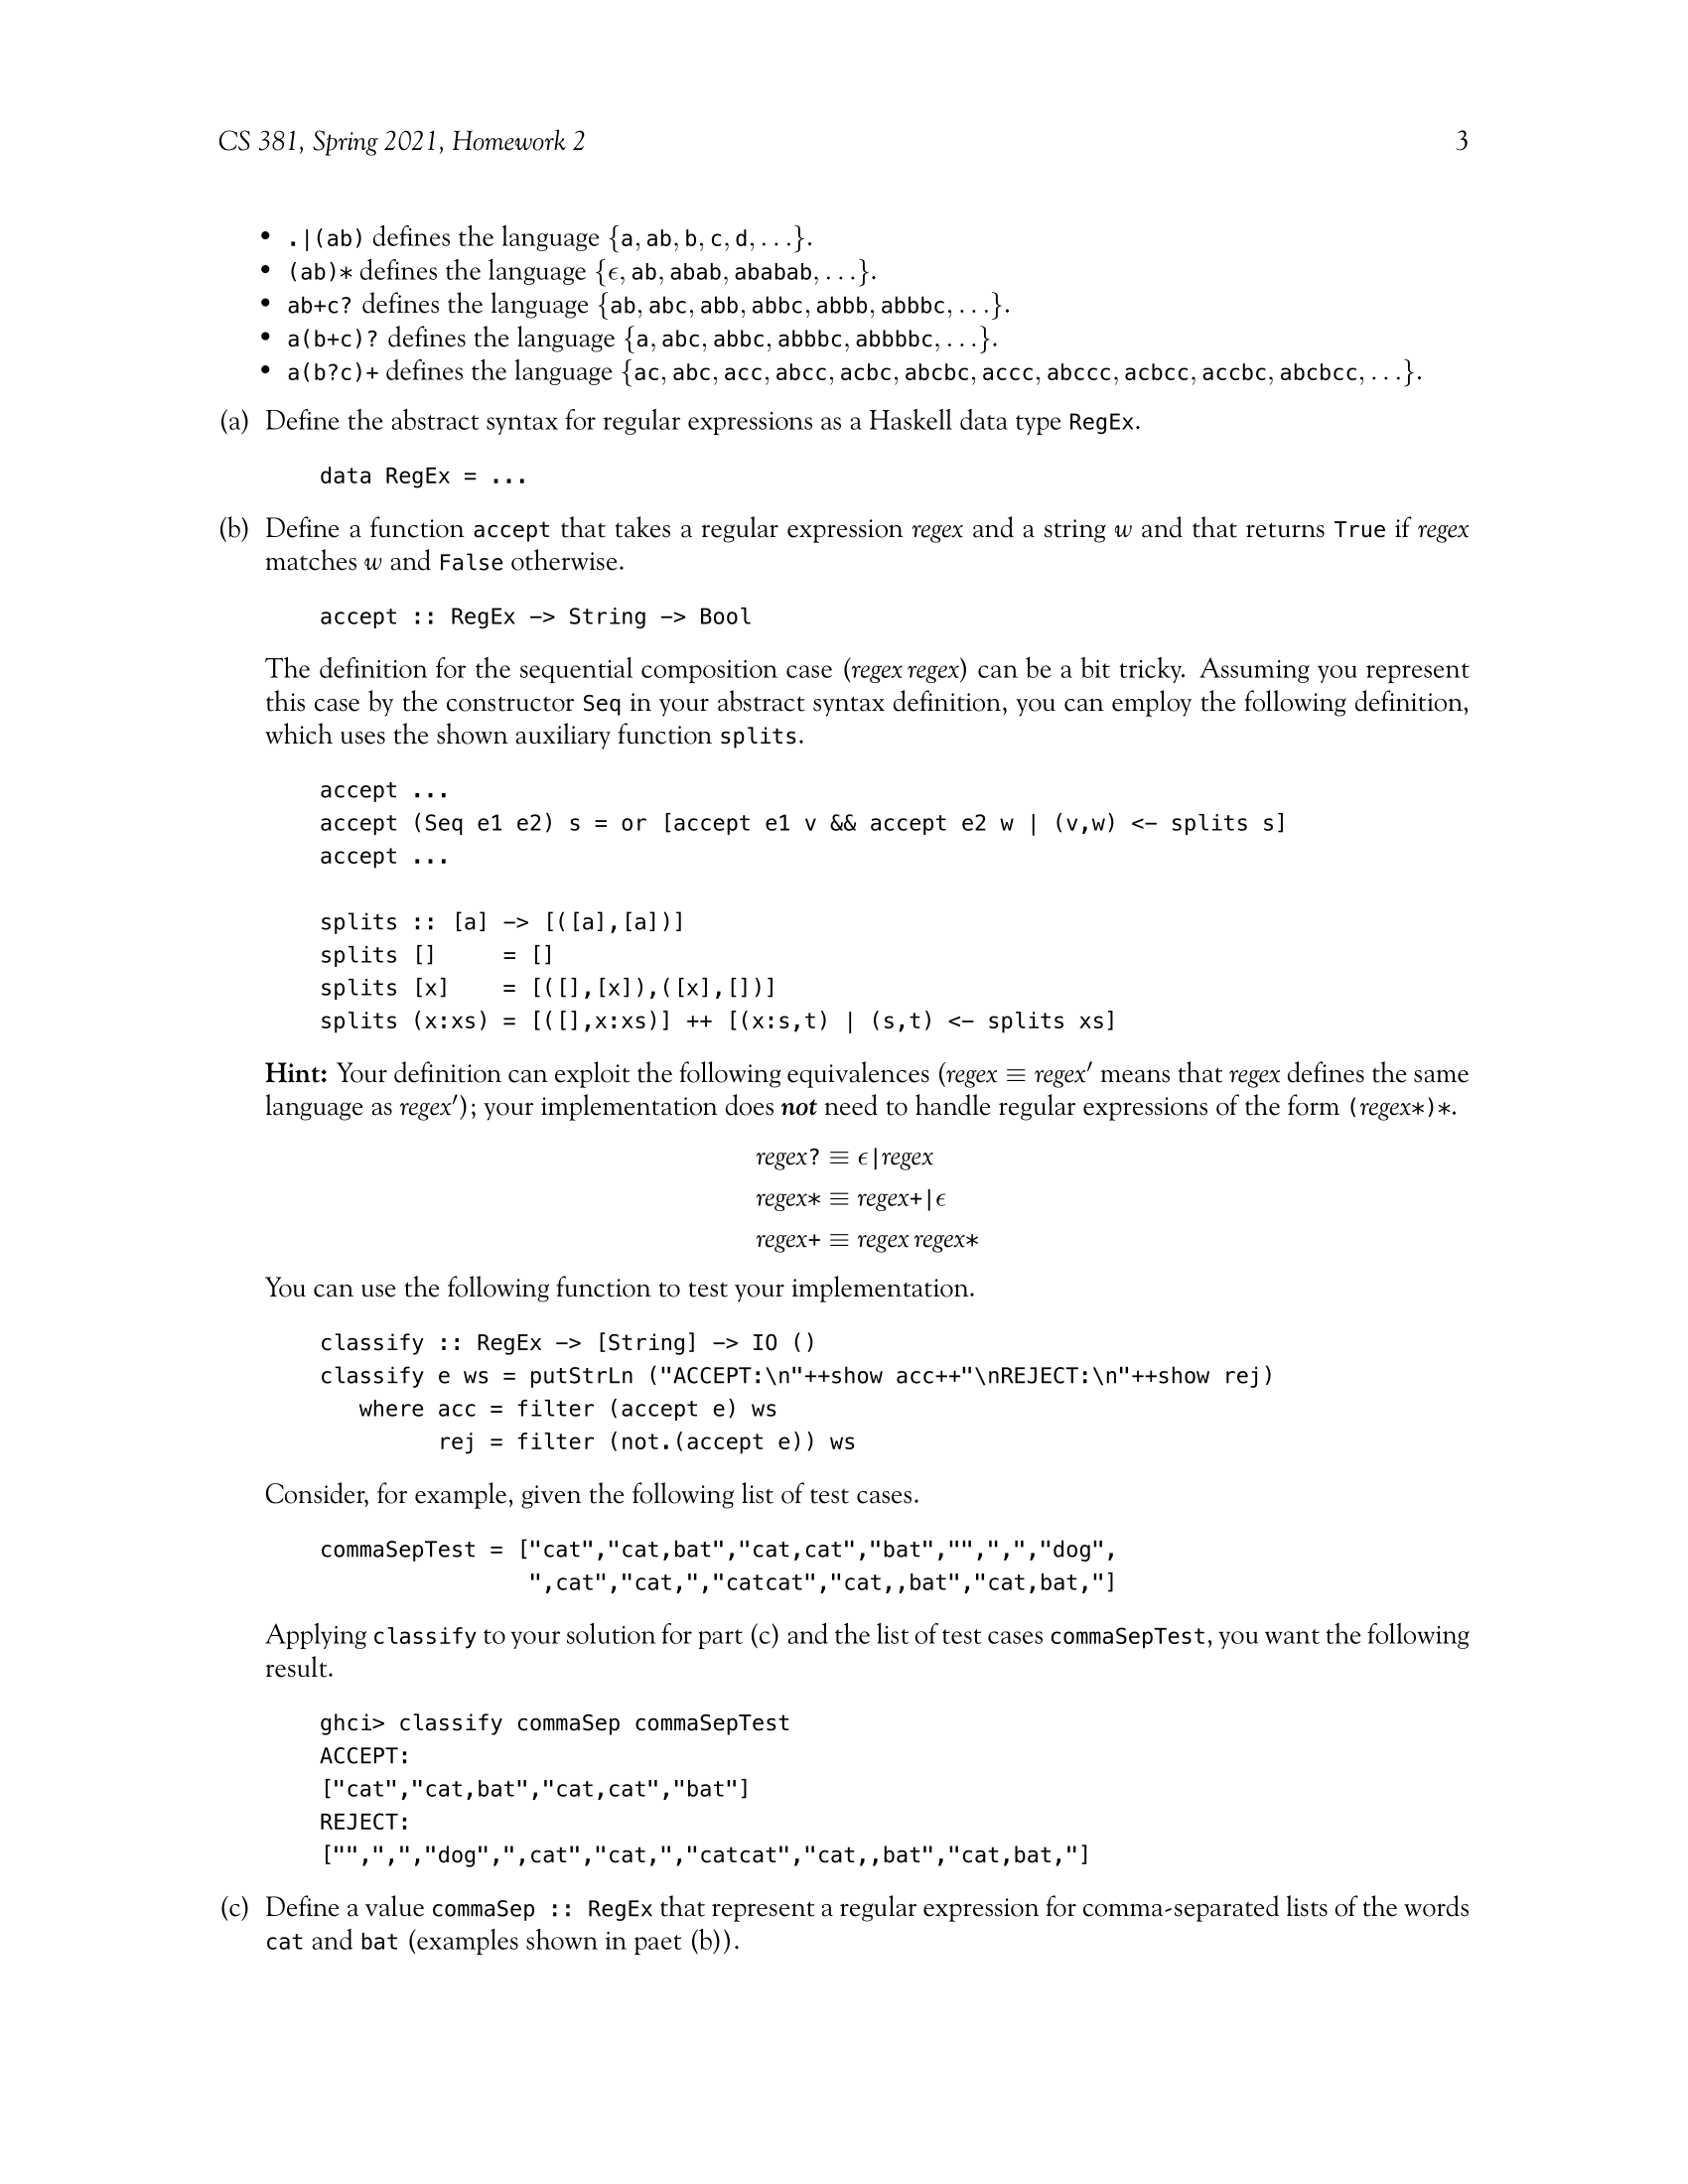 CS 381, Spring 2021, Homework 2 3
• .|(ab) defines the language {a, ab, b, c, d, . . .}.
• (ab)* defines the language {ϵ, ab, abab, ababab, . . .}.
• ab+c? defines the language {ab, abc, abb, abbc, abbb, abbbc, . . .}.
• a(b+c)? defines the language {a, abc, abbc, abbbc, abbbbc, . . .}.
• a(b?c)+ defines the language {ac, abc, acc, abcc, acbc, abcbc, accc, abccc, acbcc, accbc, abcbcc, . . .}.
(a) Define the abstract syntax for regular expressions as a Haskell data type RegEx.
data RegEx = ...
(b) Define a function accept that takes a regular expression regex and a string w and that returns True if regex
matches w and False otherwise.
accept :: RegEx -> String -> Bool
The definition for the sequential composition case (regex regex) can be a bit tricky. Assuming you represent
this case by the constructor Seq in your abstract syntax definition, you can employ the following definition,
which uses the shown auxiliary function splits.
accept ...
accept (Seq e1 e2) s = or [accept e1 v && accept e2 w | (v,w) <- splits s]
accept ...
splits :: [a] -> [([a],[a])]
splits []     = []
splits [x]    = [([],[x]),([x],[])]
splits (x:xs) = [([],x:xs)] ++ [(x:s,t) | (s,t) <- splits xs]
Hint: Your definition can exploit the following equivalences (regex ≡ regex′ means that regex defines the same
language as regex′); your implementation does not need to handle regular expressions of the form (regex*)*.
regex? ≡ ϵ|regex
regex* ≡ regex+|ϵ
regex+ ≡ regex regex*
You can use the following function to test your implementation.
classify :: RegEx -> [String] -> IO ()
classify e ws = putStrLn ("ACCEPT:\n"++show acc++"\nREJECT:\n"++show rej)
where acc = filter (accept e) ws
rej = filter (not.(accept e)) ws
Consider, for example, given the following list of test cases.
commaSepTest = ["cat","cat,bat","cat,cat","bat","",",","dog",
",cat","cat,","catcat","cat,,bat","cat,bat,"]
Applying classify to your solution for part (c) and the list of test cases commaSepTest, you want the following
result.
ghci> classify commaSep commaSepTest
ACCEPT:
["cat","cat,bat","cat,cat","bat"]
REJECT:
["",",","dog",",cat","cat,","catcat","cat,,bat","cat,bat,"]
(c) Define a value commaSep :: RegEx that represent a regular expression for comma-separated lists of the words
cat and bat (examples shown in paet (b)).